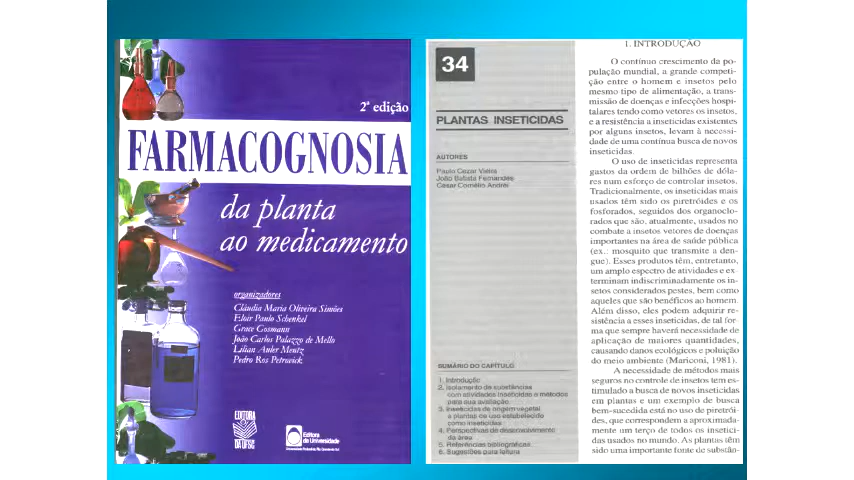 2ª edição
FARMACOGNOSIA
da planta
ao medicamento
organizadores
Cláudia Maria Oliveira Simões
Eloir Paulo Schenkel
Grace Gosmann
João Carlos Palazzo de Mello
Lilian Auler Mentz
Pedro Ros Petrovick
EDITORA
DA UFSC
Editora
da Universidade
34
PLANTAS INSETICIDAS
AUTORES
Paulo Cezar Vieira
João Batista Fernandes
Cesar Cornélio Andrei
SUMÁRIO DO CAPÍTULO
1. Introdução
2. Isolamento de substâncias
com atividades inseticidas e métodos
para sua avaliação
3. Inseticidas de origem vegetal
e plantas de uso estabelecido
como inseticidas
4. Perspectivas de desenvolvimento
da área
5. Referências bibliográficas
6. Sugestões para leitura
1. INTRODUÇÃO
O contínuo crescimento da po-
pulação mundial, a grande competi-
ção entre o homem e insetos pelo
mesmo tipo de alimentação, a trans-
missão de doenças e infecções hospi-
talares tendo como vetores os insetos,
e a resistência a inseticidas existentes
por alguns insetos, levam à necessi-
dade de uma contínua busca de novos
inseticidas.
O uso de inseticidas representa
gastos da ordem de bilhões de dóla-
res num esforço de controlar insetos.
Tradicionalmente, os inseticidas mais
usados têm sido os piretróides e os
fosforados, seguidos dos organoclo-
rados que são, atualmente, usados no
combate a insetos vetores de doenças
importantes na área de saúde pública
(ex.: mosquito que transmite a den-
gue). Esses produtos têm, entretanto,
um amplo espectro de atividades e ex-
terminam indiscriminadamente os in-
setos considerados pestes, bem como
aqueles que são benéficos ao homem.
Além disso, eles podem adquirir re-
sistência a esses inseticidas, de tal for-
ma que sempre haverá necessidade de
aplicação de maiores quantidades,
causando danos ecológicos e poluição
do meio ambiente (Mariconi, 1981).
A necessidade de métodos mais
seguros no controle de insetos tem es-
timulado a busca de novos inseticidas
em plantas e um exemplo de busca
bem-sucedida está no uso de piretrói-
des, que correspondem a aproximada-
mente um terço de todos os insetici-
das usados no mundo. As plantas têm
sido uma importante fonte de substân-